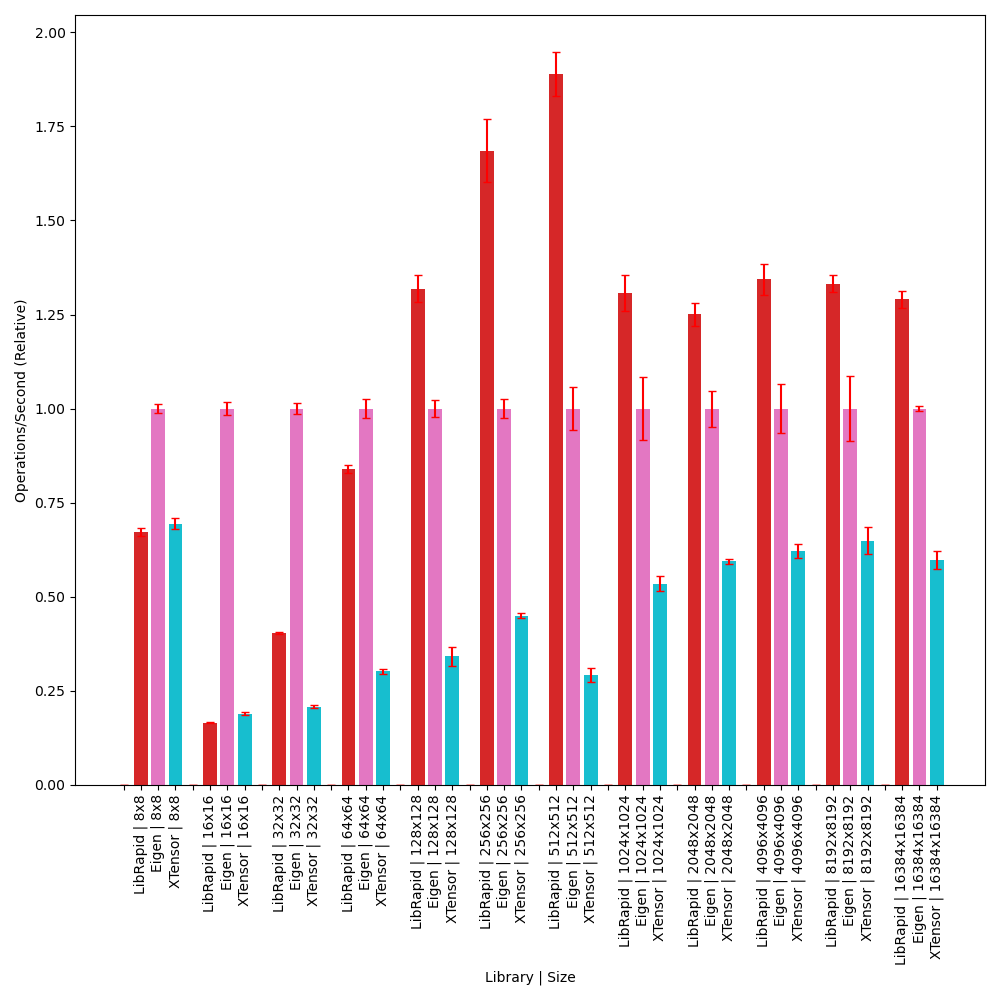 2.00
1.75
1.50
1.25
1.00
0.75
0.50
0.25
0.00
Operations/Second (Relative)
LibRapid | 8x8
Eigen | 8x8
XTensor | 8x8
LibRapid | 16x16
Eigen | 16x16
XTensor | 16x16
LibRapid | 32x32
Eigen | 32x32
XTensor | 32x32
LibRapid | 64x64
Eigen | 64x64
XTensor | 64x64
LibRapid | 128x128
Eigen | 128x128
XTensor | 128x128
LibRapid | 256x256
Eigen | 256x256
XTensor | 256x256
LibRapid | 512x512
Eigen | 512x512
XTensor | 512x512
LibRapid | 1024x1024
Eigen | 1024x1024
XTensor | 1024x1024
LibRapid | 2048x2048
Eigen | 2048x2048
XTensor | 2048x2048
LibRapid | 4096x4096
Eigen | 4096x4096
XTensor | 4096x4096
LibRapid | 8192x8192
Eigen | 8192x8192
XTensor | 8192x8192
LibRapid | 16384x16384
Eigen | 16384x16384
XTensor | 16384x16384
Library | Size